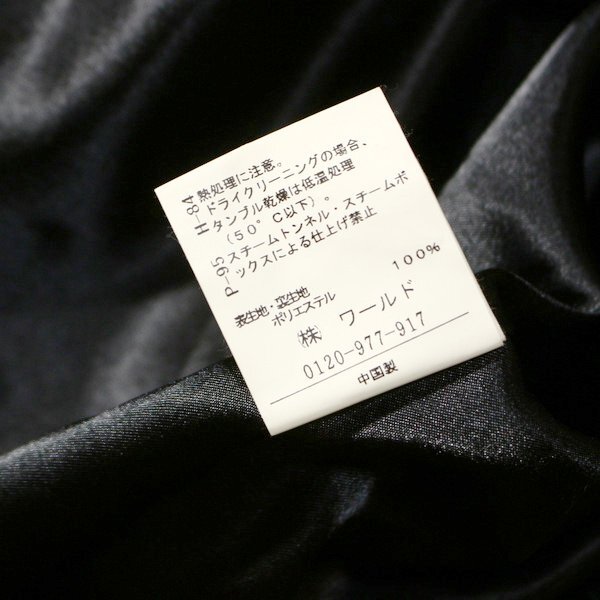 H-84 熱処理に注意。
ドライクリーニングの場合、
タンブル乾燥は低温処理
(50°C以下)。
P-95 スチームトンネル・スチームボ
ックスによる仕上げ禁止
表生地・裏生地
ポリエステル 100%
㈱ ワールド
0120-977-917
中国製